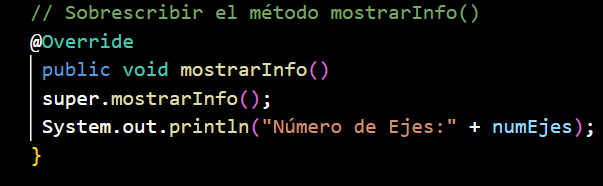 // Sobrescribir el método mostrarInfo()
@Override
public void mostrarInfo()
super.mostrarInfo();
System.out.println("Número de Ejes:" + numEjes);
}